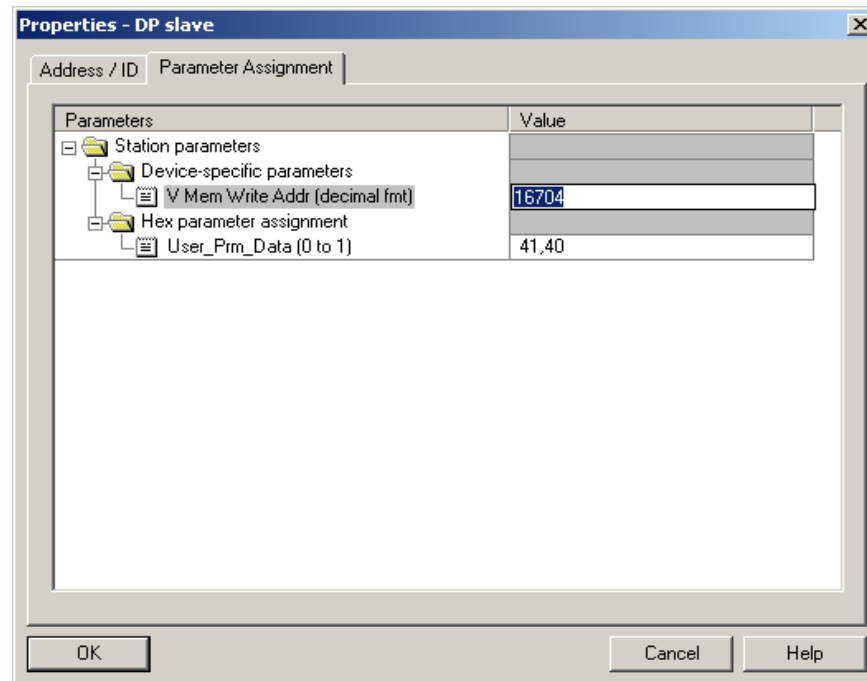 Properties - DP slave
Address / ID Parameter Assignment
Parameters Value
Station parameters
Device-specific parameters
V Mem Write Addr (decimal fmt) 16704
Hex parameter assignment
User_Prm_Data (0 to 1) 41,40
OK Cancel Help